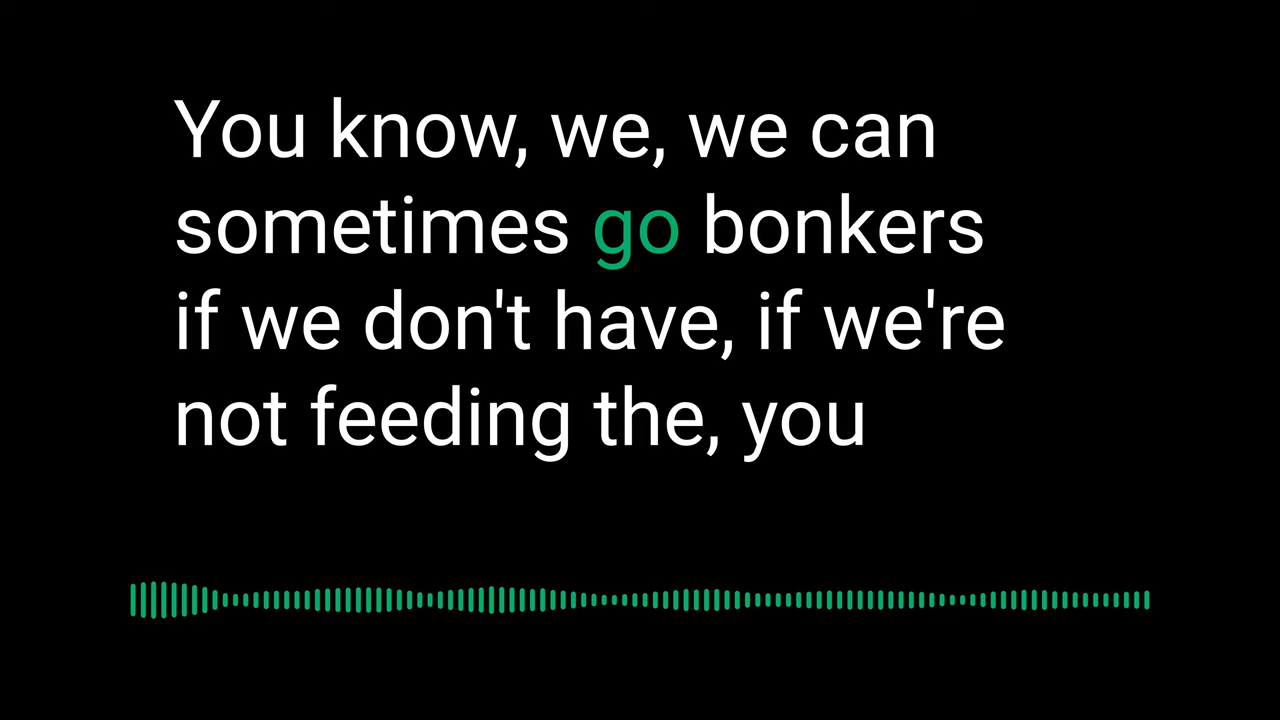 You know, we, we can
sometimes go bonkers
if we don't have, if we're
not feeding the, you